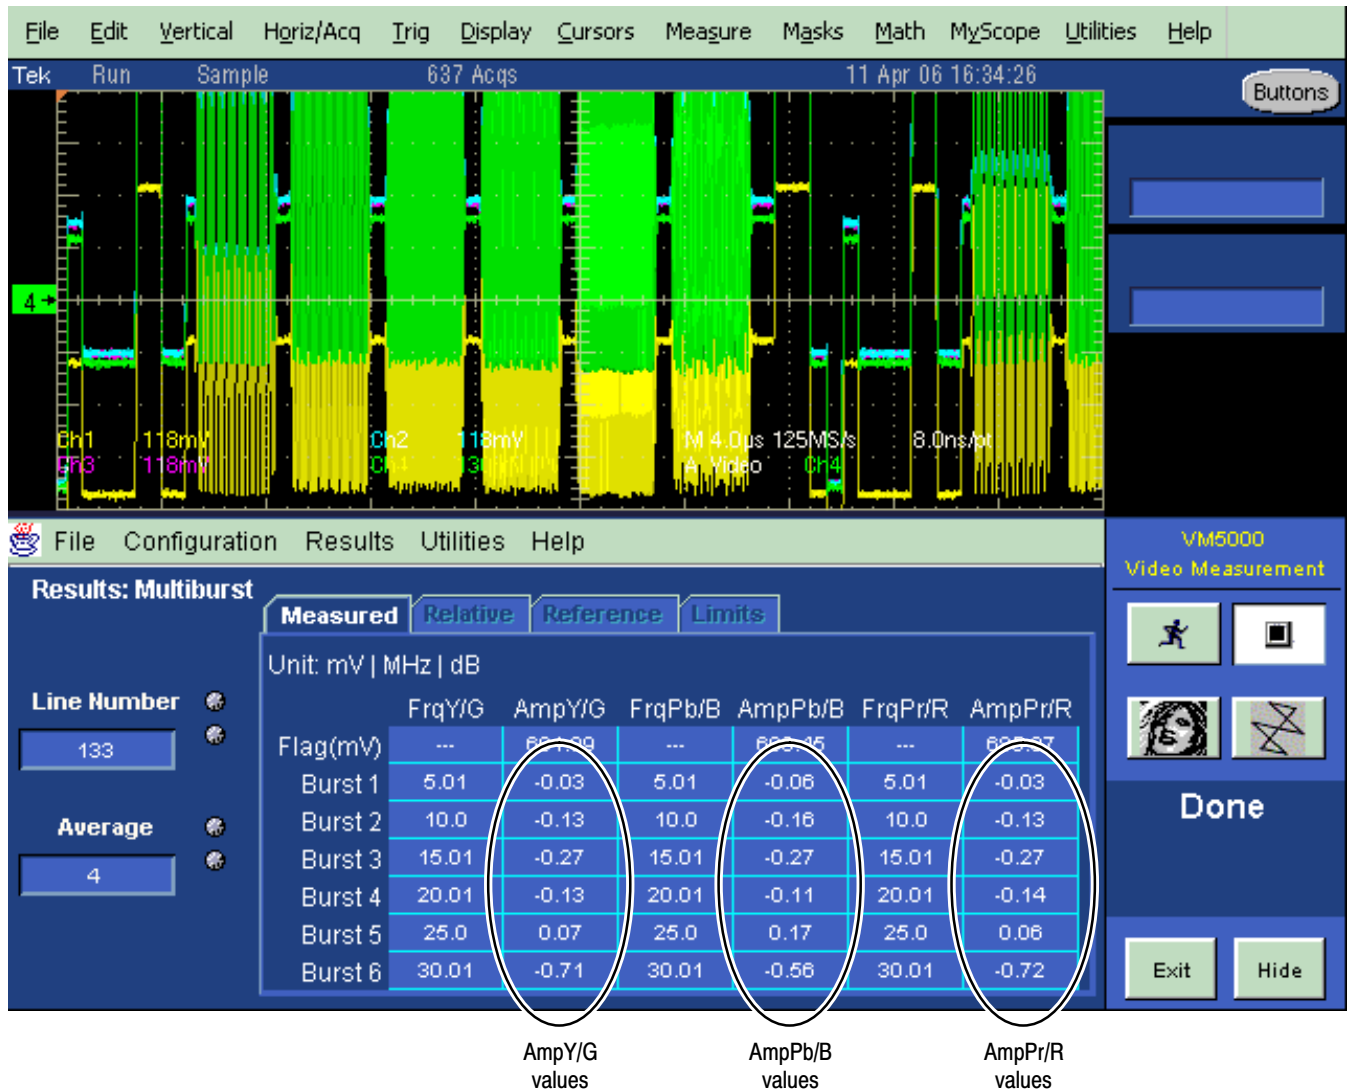 File Edit Vertical Horiz/Acq Trig Display Cursors Measure Masks Math MyScope Utilities Help
Tek Run Sample 637 Acqs 11 Apr 06 16:34:26
Buttons
4
Ch1 118mV Ch2 118mV M 4.0µs 125MS/s 8.0ns/pt
Ch3 118mV Ch4 A Video Ch4
File Configuration Results Utilities Help
VM5000
Video Measurement
Results: Multiburst
Measured Relative Reference Limits
Unit: mV | MHz | dB
Line Number
133
Average
4
FrqY/G AmpY/G FrqPb/B AmpPb/B FrqPr/R AmpPr/R
Flag(mV) --- --- ---
Burst 1 5.01 -0.03 5.01 -0.06 5.01 -0.03
Burst 2 10.0 -0.13 10.0 -0.16 10.0 -0.13
Burst 3 15.01 -0.27 15.01 -0.27 15.01 -0.27
Burst 4 20.01 -0.13 20.01 -0.11 20.01 -0.14
Burst 5 25.0 0.07 25.0 0.17 25.0 0.06
Burst 6 30.01 -0.71 30.01 -0.56 30.01 -0.72
Done
Exit Hide
AmpY/G
values
AmpPb/B
values
AmpPr/R
values